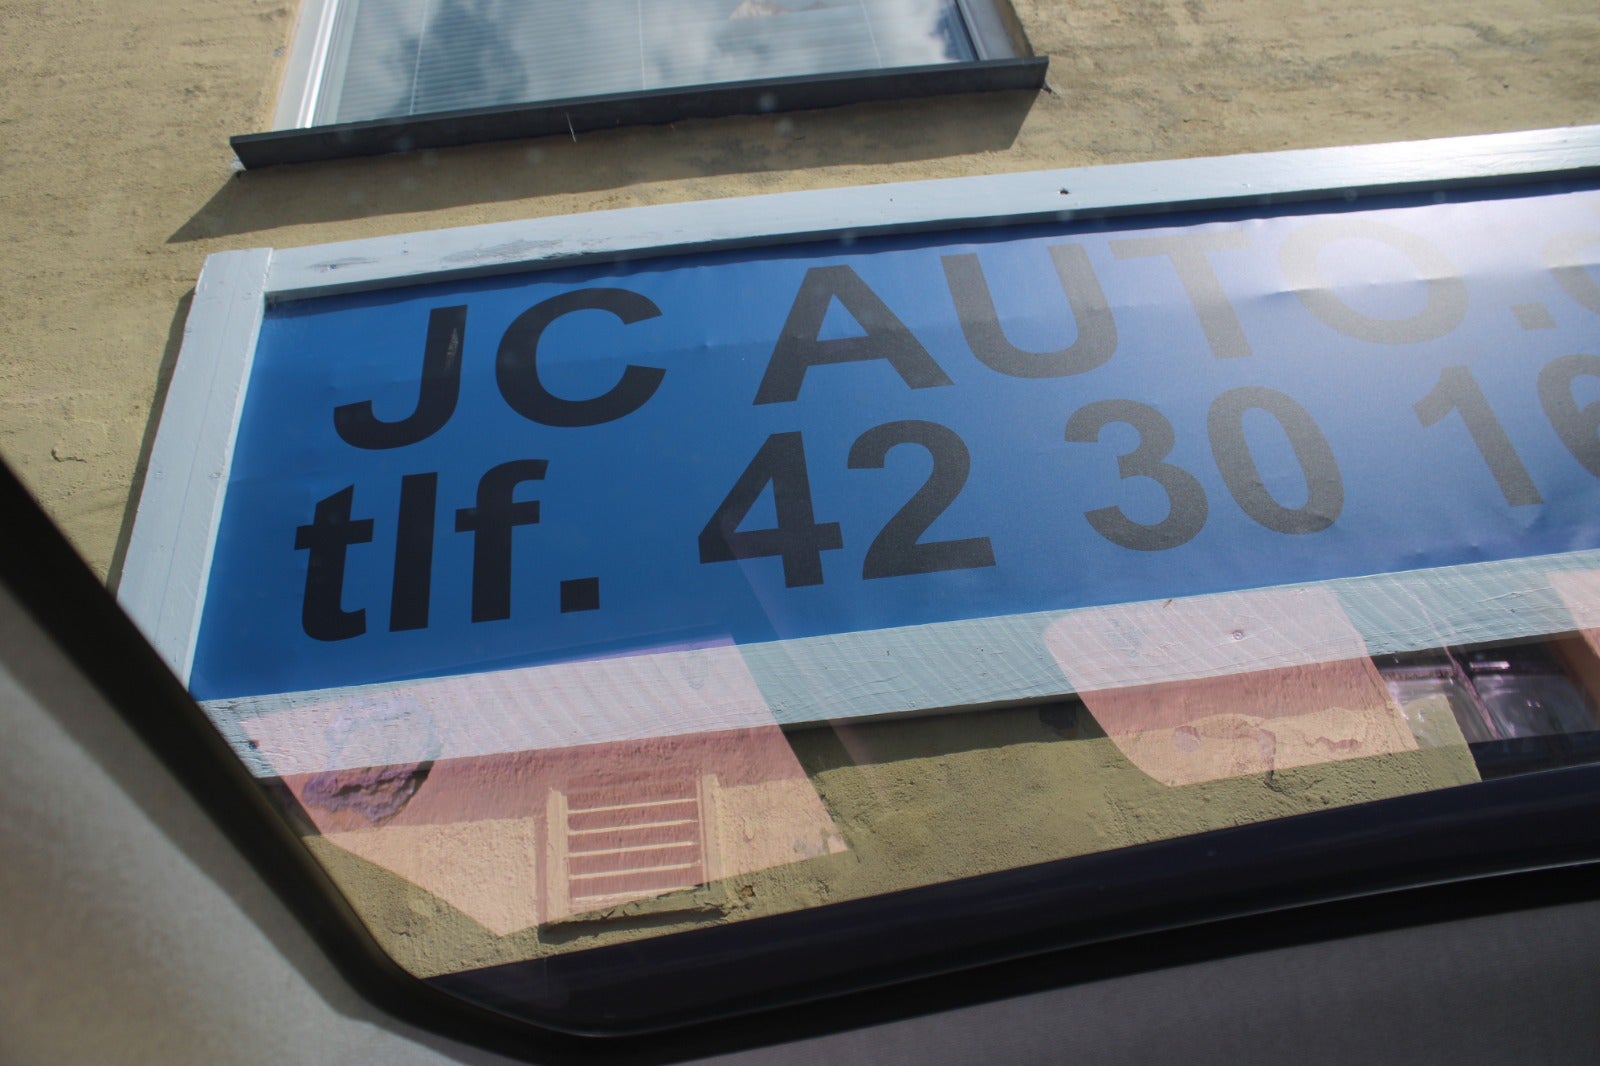 JC AUTO.
tlf. 42 30 16